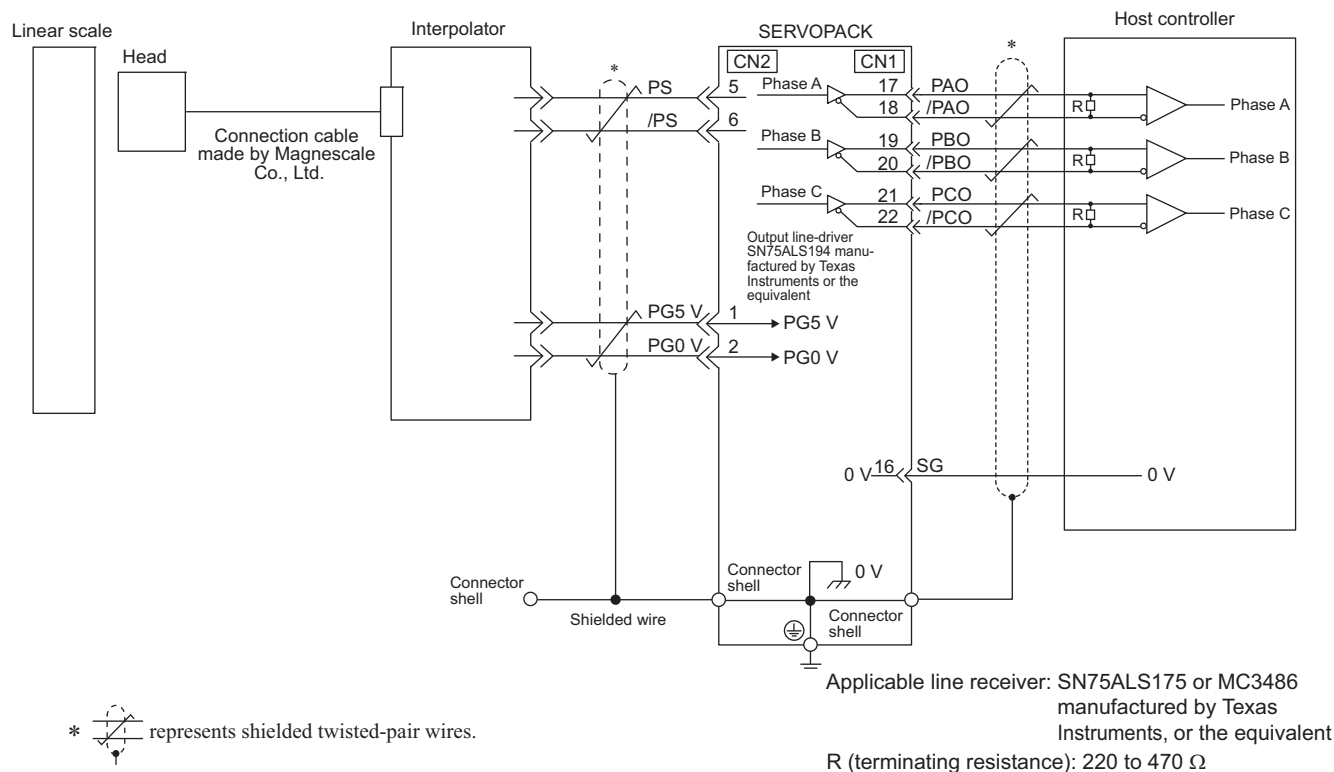 Host controller
Linear scale
Interpolator
SERVOPACK
Head
*
*
CN2
CN1
PS
5
Phase A
17
PAO
R
Phase A
18
/PAO
/PS
6
Phase B
19
PBO
R
Phase B
20
/PBO
Connection cable
made by Magnescale
Co., Ltd.
Phase C
21
PCO
R
Phase C
22
/PCO
Output line-driver
SN75ALS194 manu-
factured by Texas
Instruments or the
equivalent
PG5 V
1
PG5 V
PG0 V
2
PG0 V
0 V
16
SG
0 V
Connector
shell
Connector
shell
0 V
Shielded wire
Connector
shell
Applicable line receiver: SN75ALS175 or MC3486
manufactured by Texas
Instruments, or the equivalent
R (terminating resistance): 220 to 470 Ω
* represents shielded twisted-pair wires.